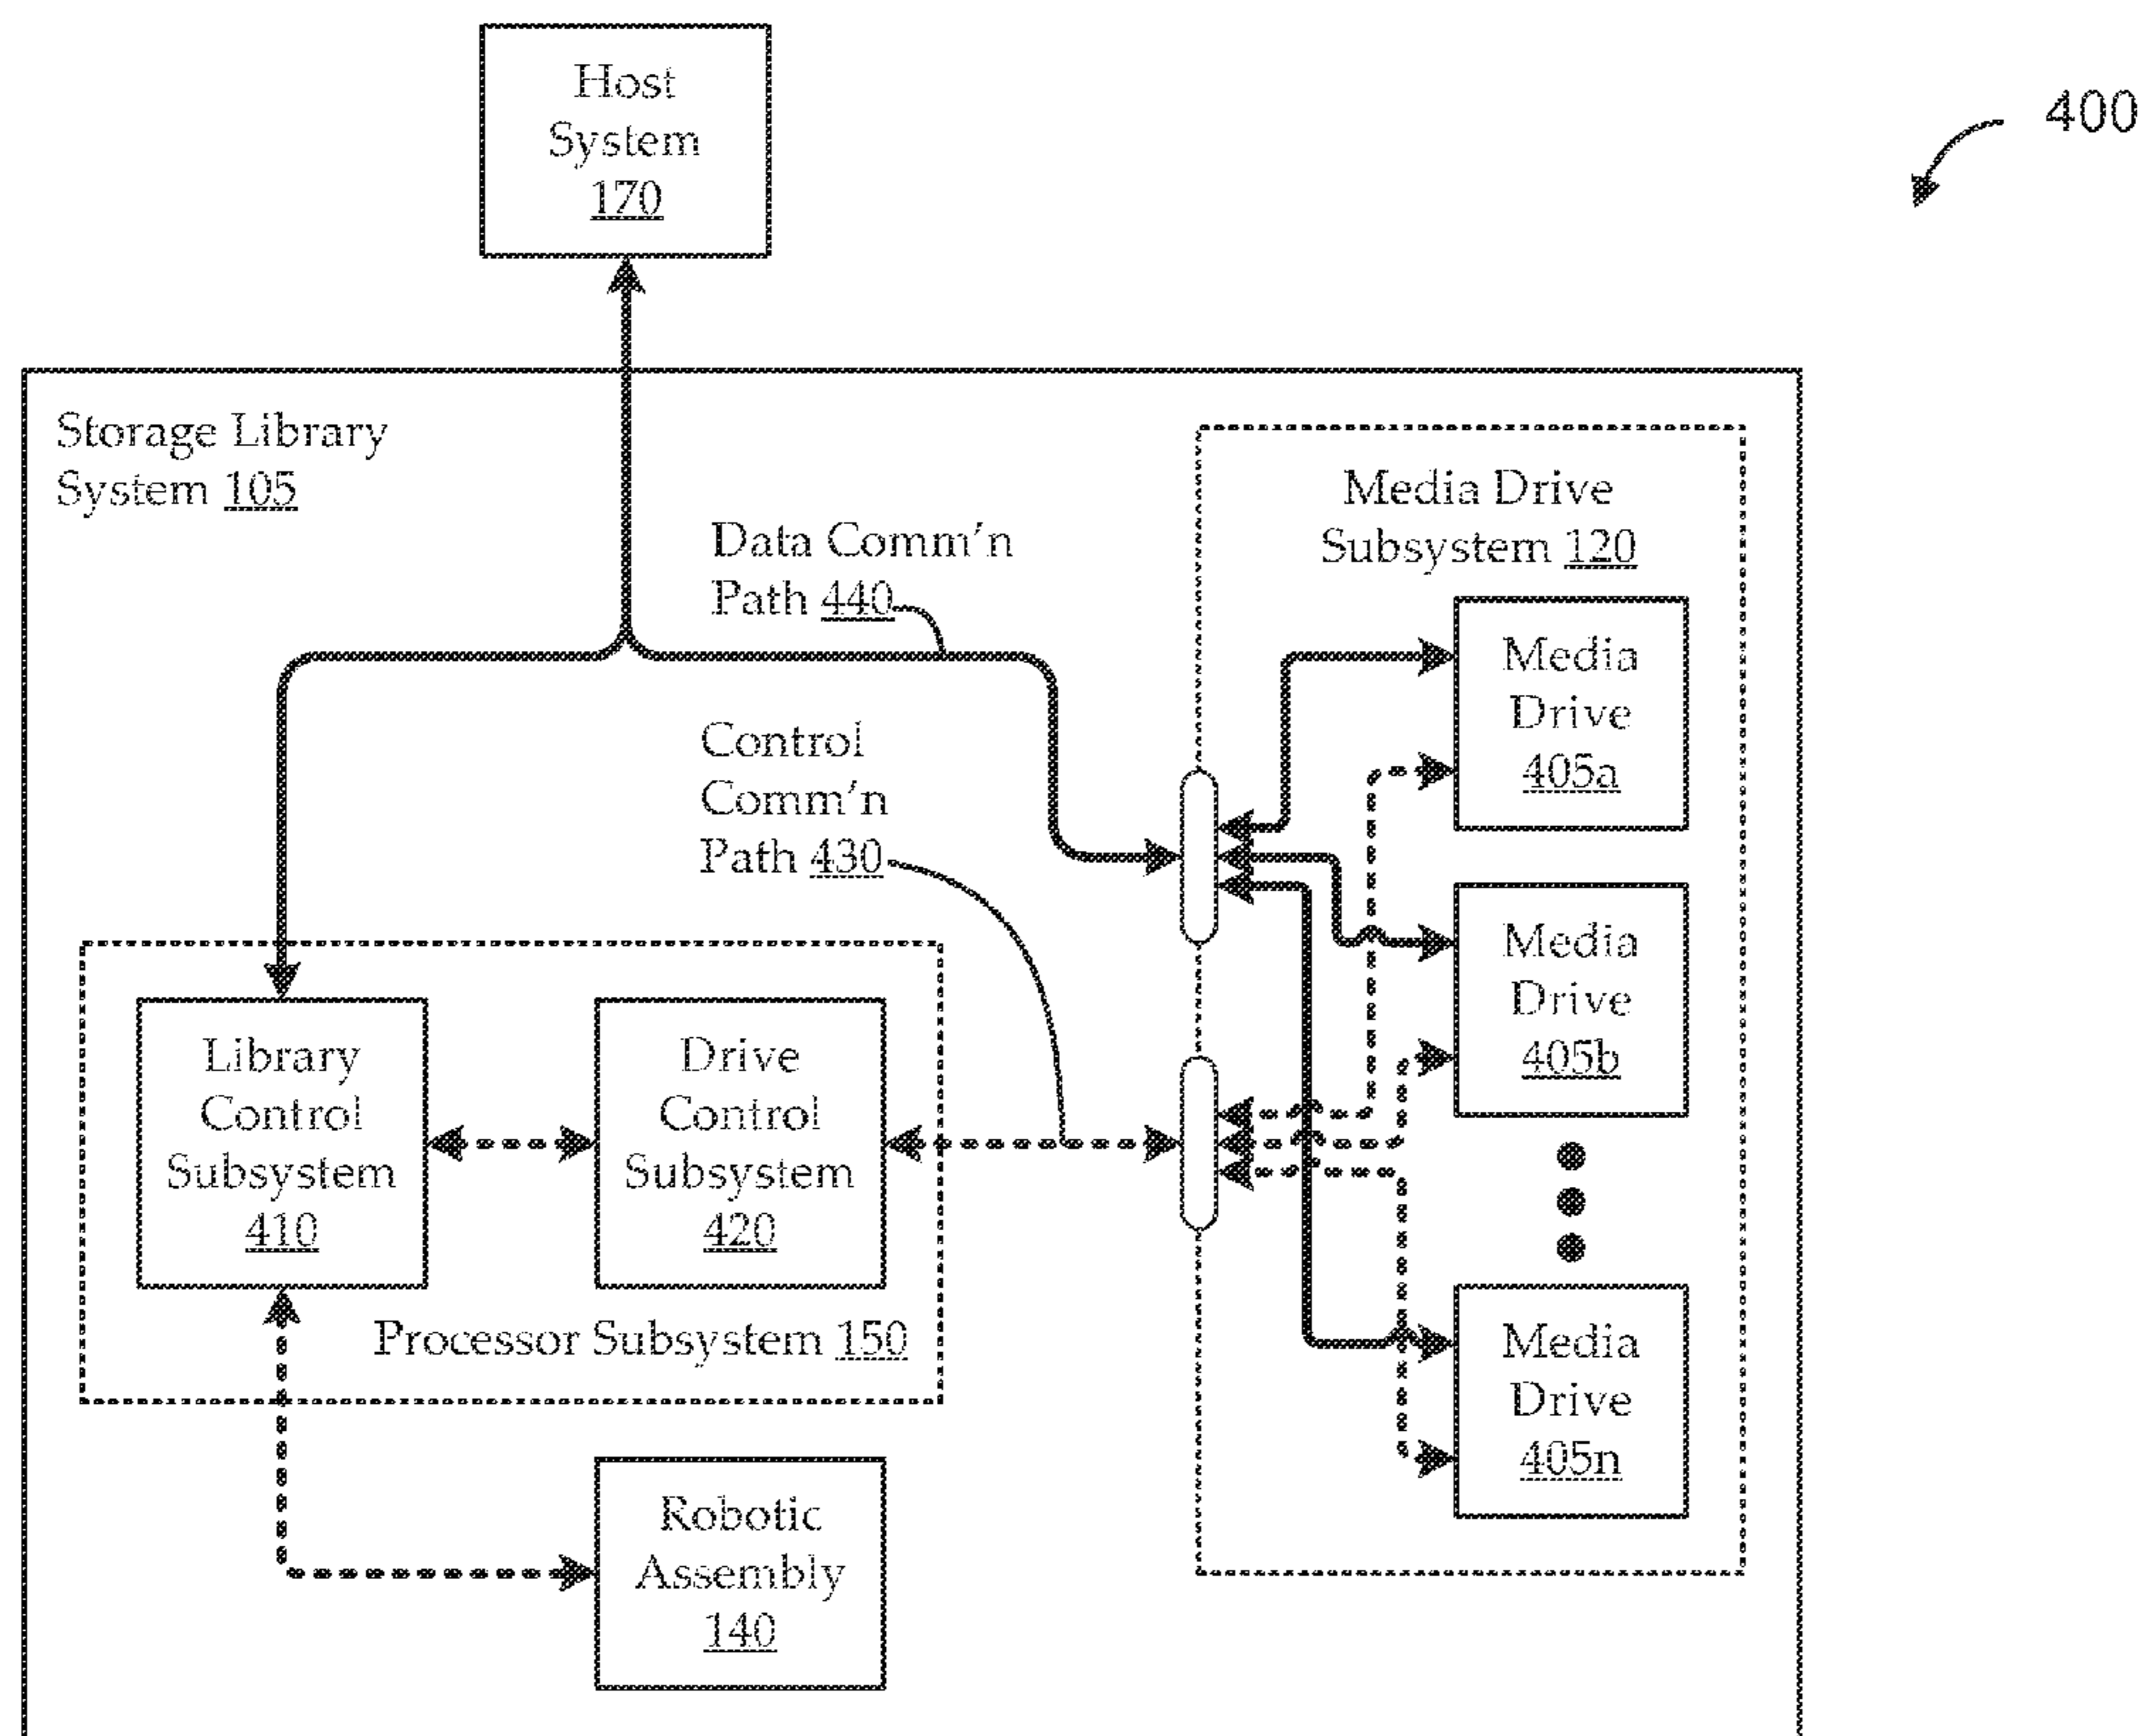 Host
System
170
400
Storage Library
System 105
Media Drive
Subsystem 120
Data Comm'n
Path 440
Media
Drive
405a
Control
Comm'n
Path 430
Media
Drive
405b
Library
Control
Subsystem
410
Drive
Control
Subsystem
420
Processor Subsystem 150
Media
Drive
405n
Robotic
Assembly
140